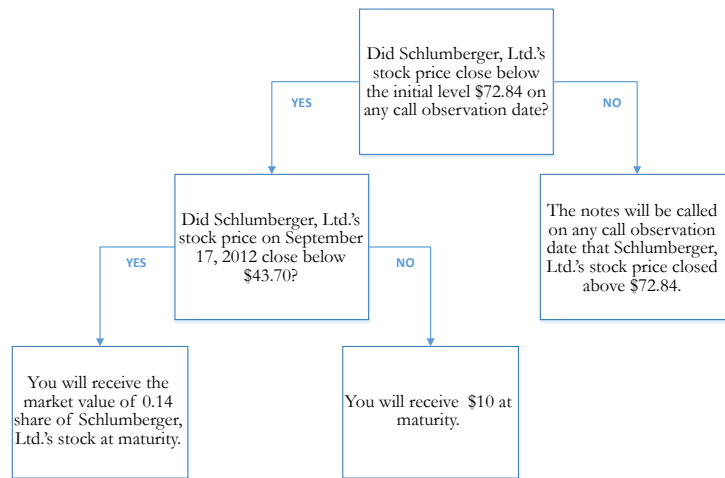 Did Schlumberger, Ltd.'s
stock price close below
the initial level $72.84 on
any call observation date?
YES
NO
Did Schlumberger, Ltd.'s
stock price on September
17, 2012 close below
$43.70?
The notes will be called
on any call observation
date that Schlumberger,
Ltd.'s stock price closed
above $72.84.
YES
NO
You will receive the
market value of 0.14
share of Schlumberger,
Ltd.'s stock at maturity.
You will receive $10 at
maturity.